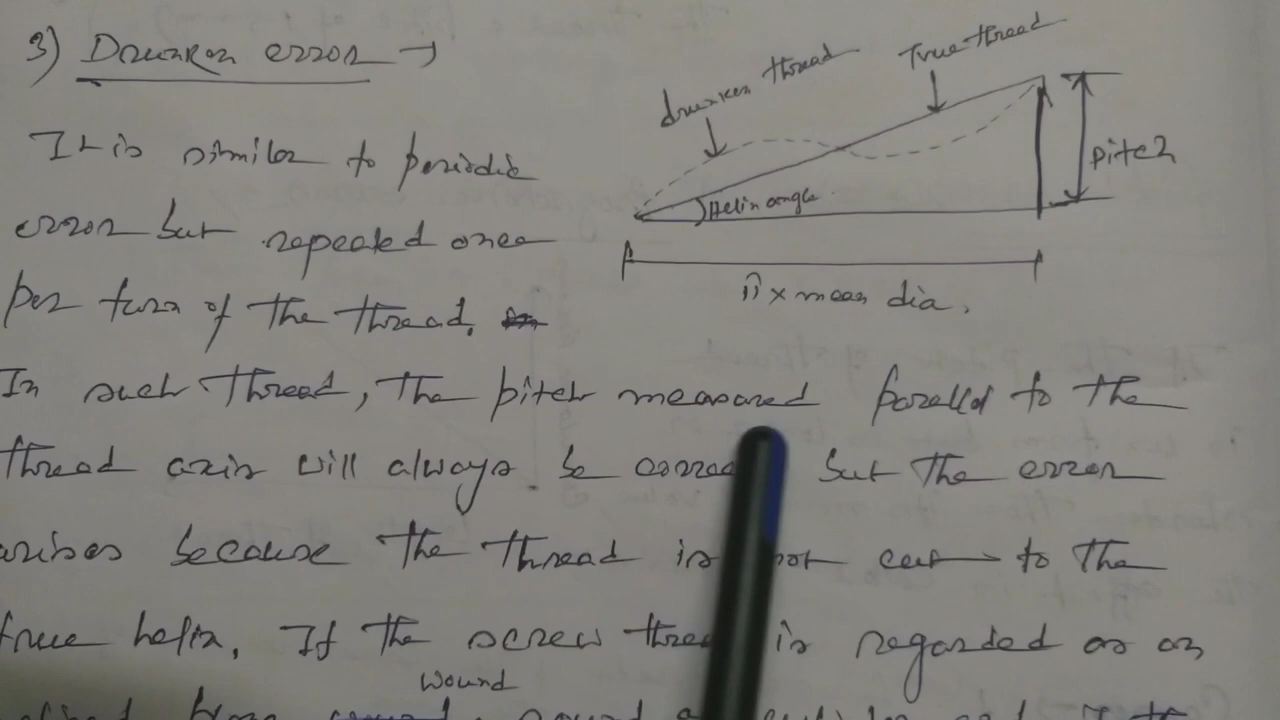 3) Drunken error →
It is similar to periodic
error but repeated once
per turn of the thread.
In such thread, the pitch measured parallel to the
thread axis will always be correct but the error
arises because the thread is not cut to the
true helix, If the screw thread is regarded as an
wound
drunken thread
True thread
Helix angle
pitch
π × mean dia.